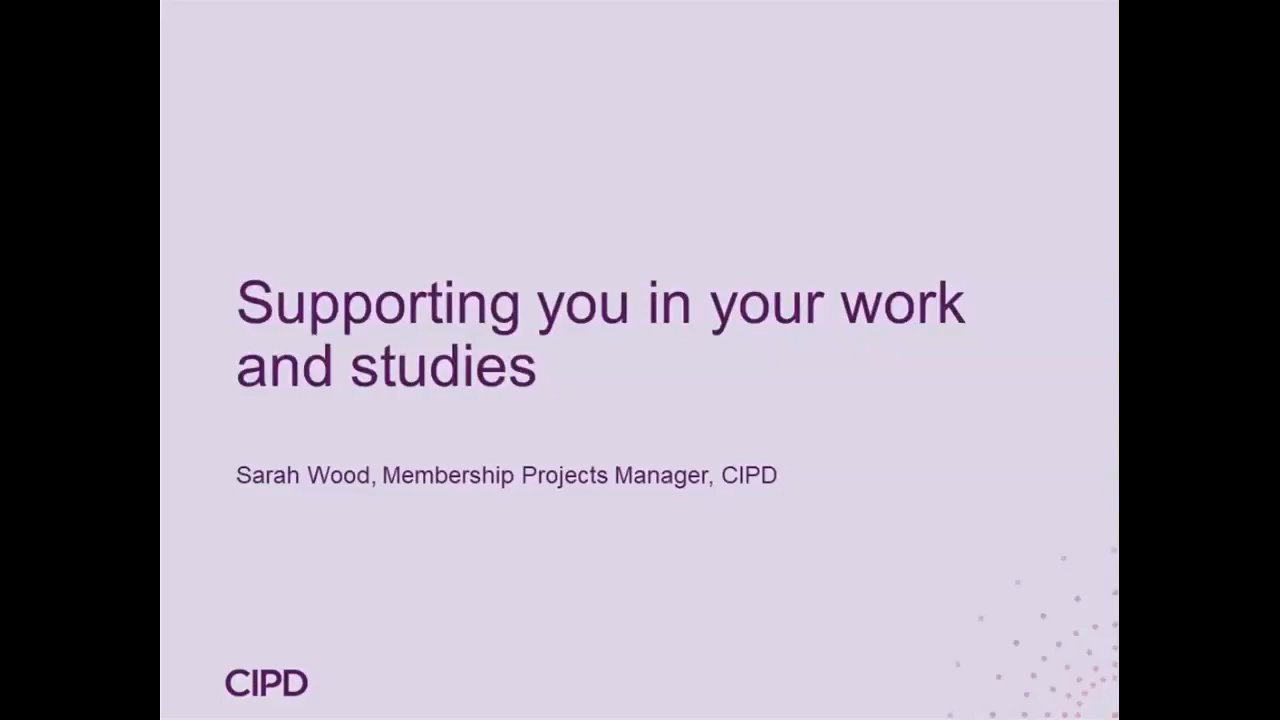 Supporting you in your work
and studies
Sarah Wood, Membership Projects Manager, CIPD
CIPD